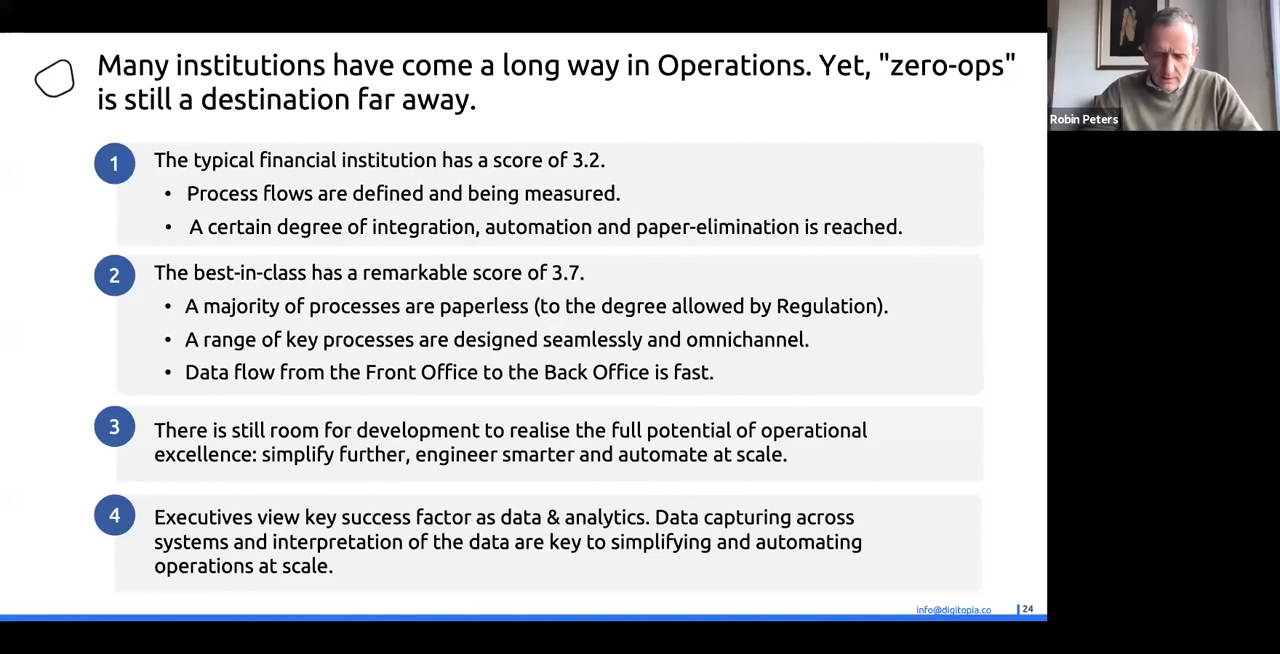 Many institutions have come a long way in Operations. Yet, "zero-ops"
is still a destination far away.
Robin Peters
1
The typical financial institution has a score of 3.2.
• Process flows are defined and being measured.
• A certain degree of integration, automation and paper-elimination is reached.
2
The best-in-class has a remarkable score of 3.7.
• A majority of processes are paperless (to the degree allowed by Regulation).
• A range of key processes are designed seamlessly and omnichannel.
• Data flow from the Front Office to the Back Office is fast.
3
There is still room for development to realise the full potential of operational
excellence: simplify further, engineer smarter and automate at scale.
4
Executives view key success factor as data & analytics. Data capturing across
systems and interpretation of the data are key to simplifying and automating
operations at scale.
info@digitopia.co | 24